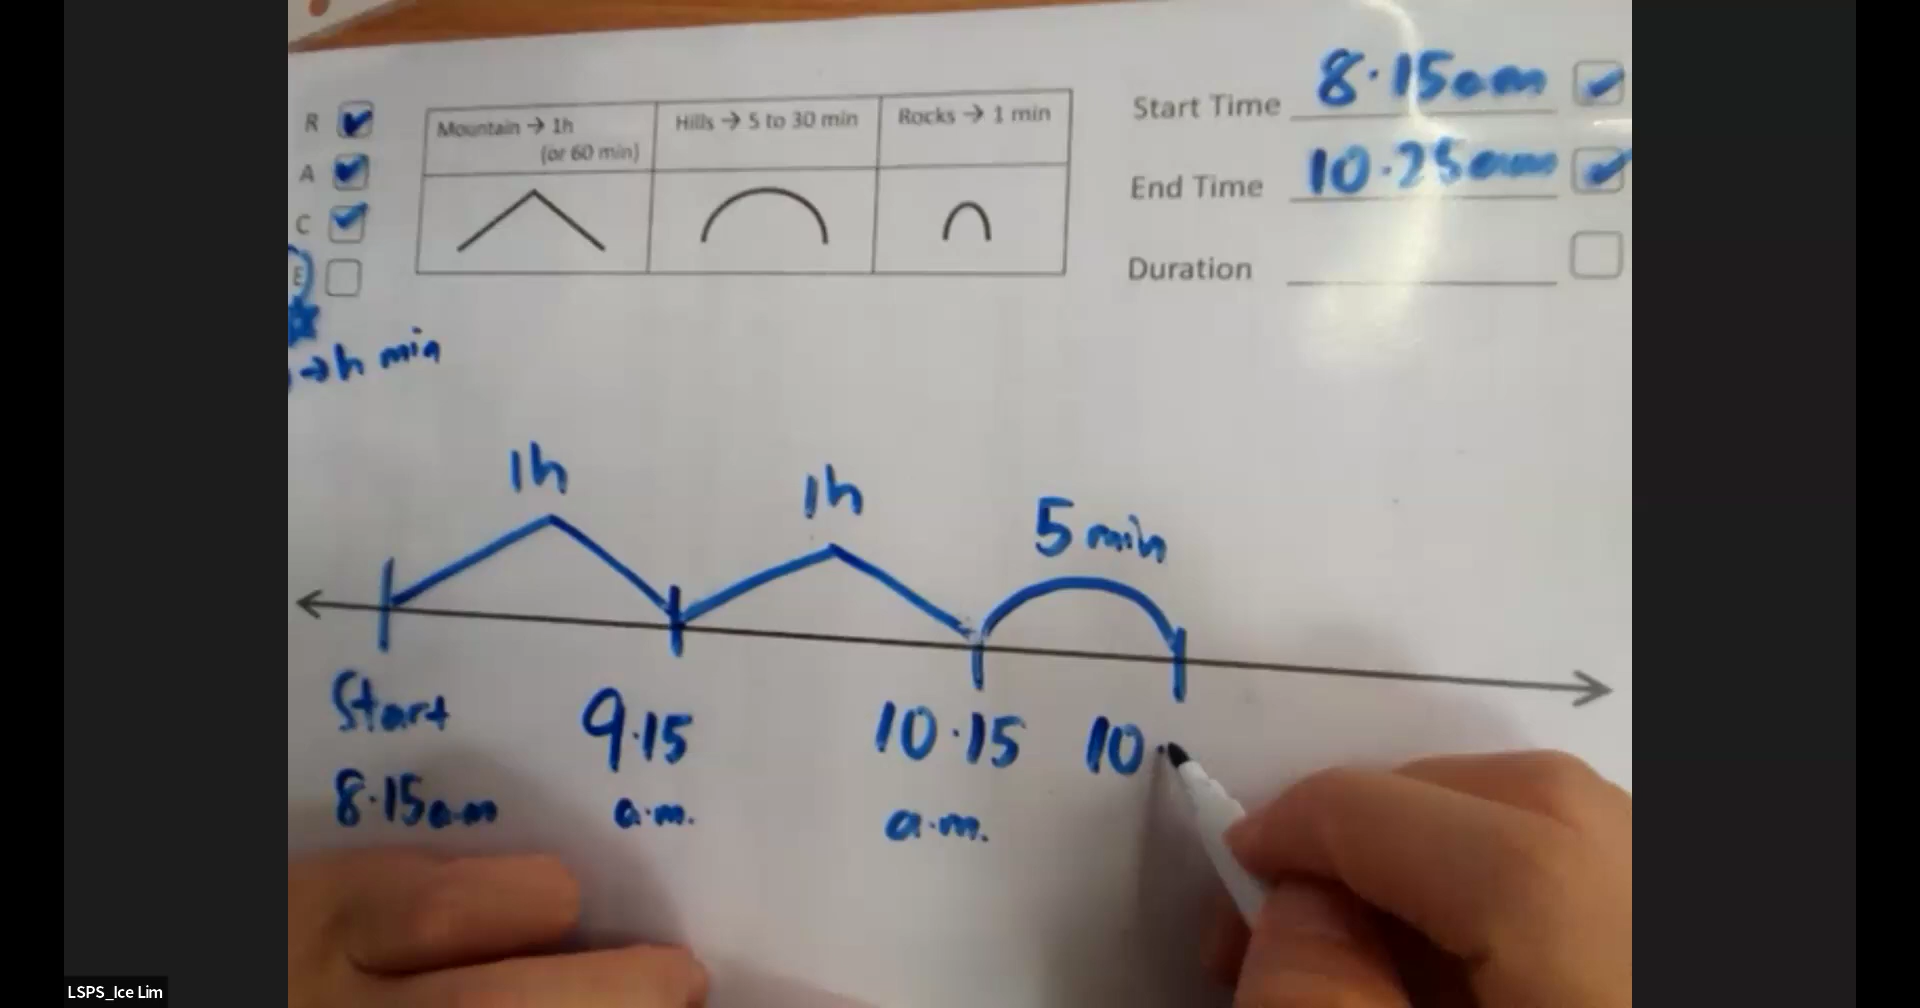 R
A
C
E
→ h min
Mountain → 1h
(or 60 min)
Hills → 5 to 30 min
Rocks → 1 min
Start Time 8.15am
End Time 10.25am
Duration
1h
1h
5 min
Start
8.15am
9.15
a.m.
10.15
a.m.
10.
LSPS_Ice Lim